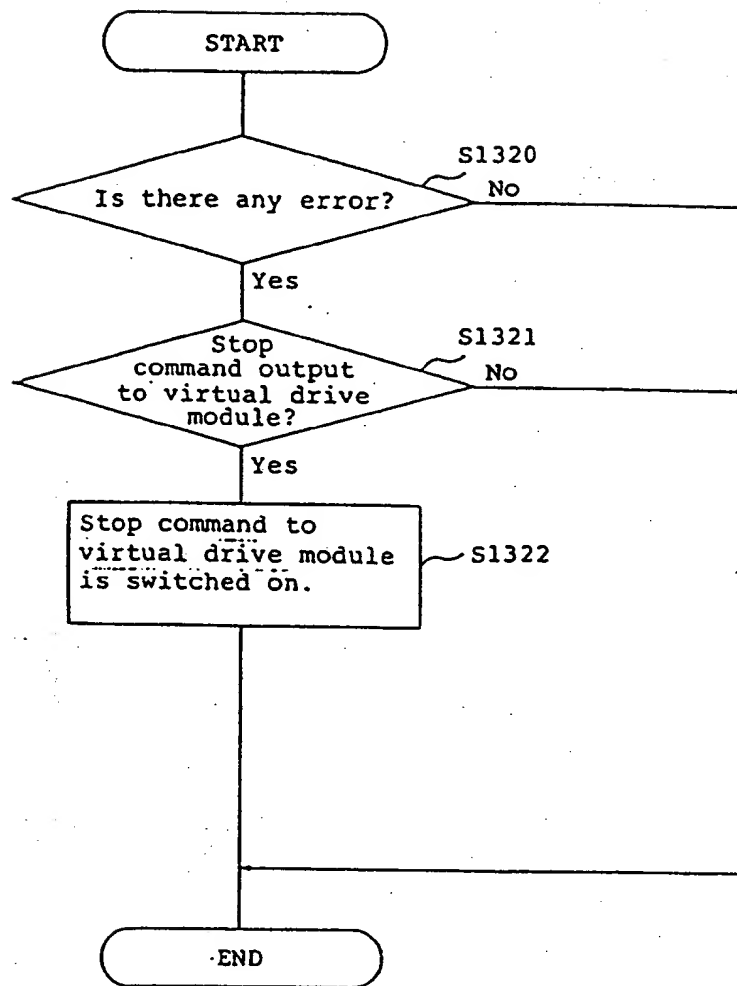 START
S1320
Is there any error?
No
Yes
S1321
Stop
command output
to virtual drive
module?
No
Yes
Stop command to
virtual drive module
is switched on.
S1322
END